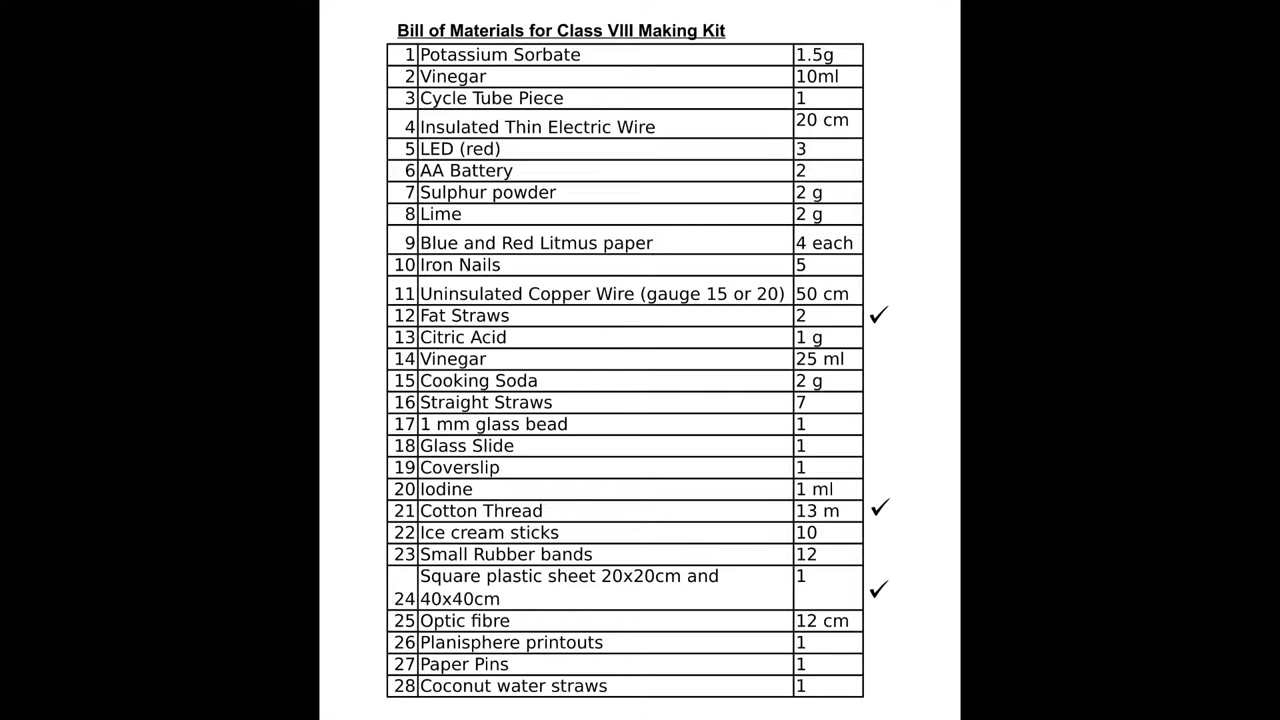 Bill of Materials for Class VIII Making Kit
1 Potassium Sorbate 1.5g
2 Vinegar 10ml
3 Cycle Tube Piece 1
4 Insulated Thin Electric Wire 20 cm
5 LED (red) 3
6 AA Battery 2
7 Sulphur powder 2 g
8 Lime 2 g
9 Blue and Red Litmus paper 4 each
10 Iron Nails 5
11 Uninsulated Copper Wire (gauge 15 or 20) 50 cm
12 Fat Straws 2 ✓
13 Citric Acid 1 g
14 Vinegar 25 ml
15 Cooking Soda 2 g
16 Straight Straws 7
17 1 mm glass bead 1
18 Glass Slide 1
19 Coverslip 1
20 Iodine 1 ml
21 Cotton Thread 13 m ✓
22 Ice cream sticks 10
23 Small Rubber bands 12
Square plastic sheet 20x20cm and 1 ✓
24 40x40cm
25 Optic fibre 12 cm
26 Planisphere printouts 1
27 Paper Pins 1
28 Coconut water straws 1